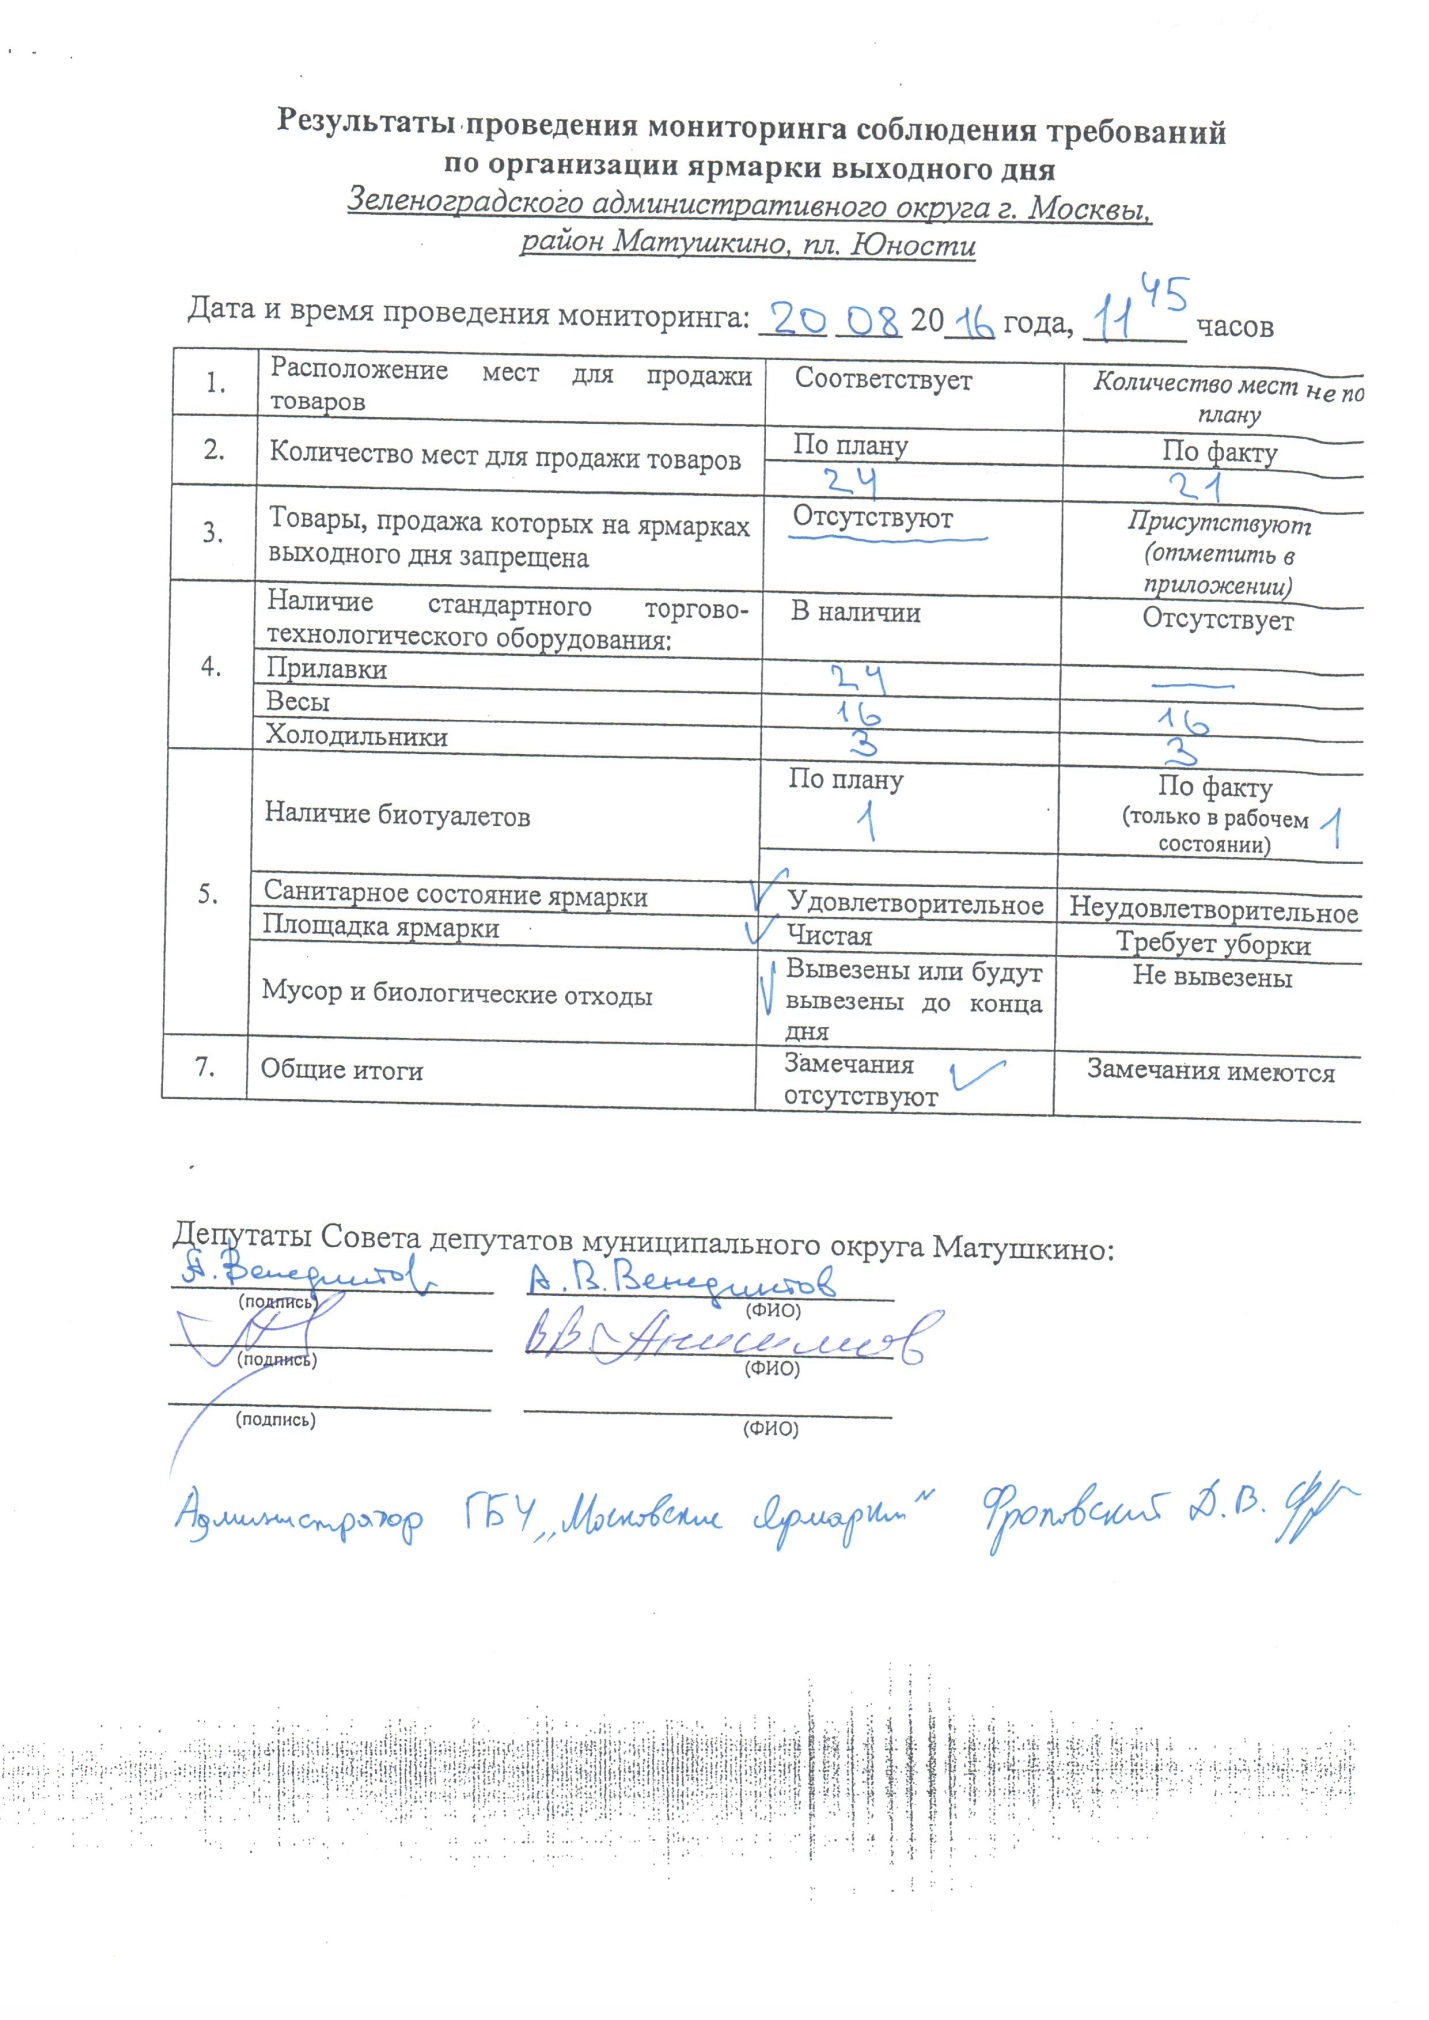 Результаты проведения мониторинга соблюдения требований
по организации ярмарки выходного дня
Зеленоградского административного округа г. Москвы,
район Матушкино, пл. Юности
Дата и время проведения мониторинга: 20 08 2016 года, 11 45 часов
1. Расположение мест для продажи товаров Соответствует Количество мест не по плану
2. Количество мест для продажи товаров По плану По факту
24 21
3. Товары, продажа которых на ярмарках выходного дня запрещена Отсутствуют Присутствуют (отметить в приложении)
4. Наличие стандартного торгово-технологического оборудования: В наличии Отсутствует
Прилавки 24 —
Весы 16 16
Холодильники 3 3
5. Наличие биотуалетов По плану 1 По факту (только в рабочем состоянии) 1
Санитарное состояние ярмарки Удовлетворительное Неудовлетворительное
Площадка ярмарки Чистая Требует уборки
Мусор и биологические отходы Вывезены или будут вывезены до конца дня Не вывезены
7. Общие итоги Замечания отсутствуют Замечания имеются
Депутаты Совета депутатов муниципального округа Матушкино:
А. Венедиктов А.В.Венедиктов
(подпись) (ФИО)
ВВ Анисимов
(подпись) (ФИО)
(подпись) (ФИО)
Администратор ГБУ „Московские Ярмарки" Д.В.